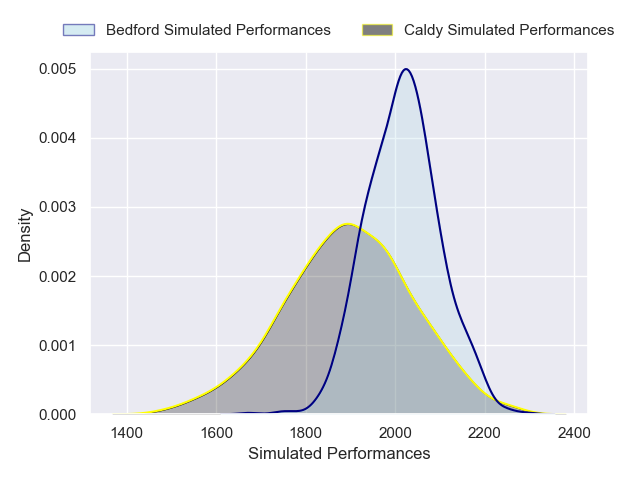 Bedford Simulated Performances Caldy Simulated Performances
0.005
0.004
0.003
0.002
0.001
0.000
Density
1400 1600 1800 2000 2200 2400
Simulated Performances